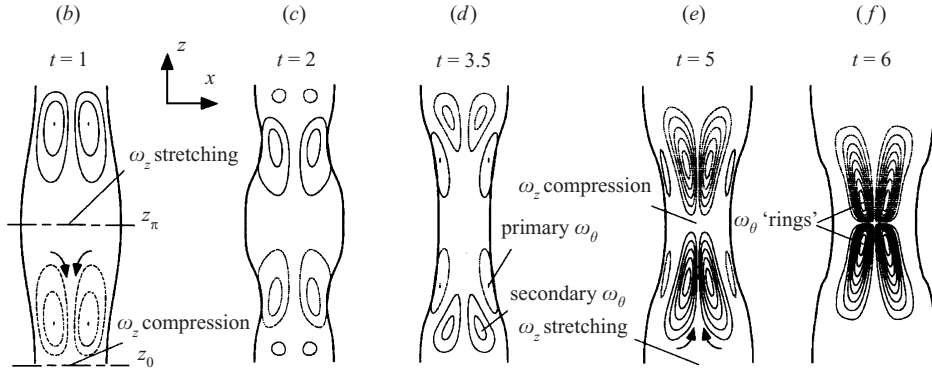 (b)
(c)
(d)
(e)
(f)
t = 1
z
x
t = 2
t = 3.5
t = 5
t = 6
ω_z stretching
z_π
ω_z compression
z_0
ω_z compression
primary ω_θ
secondary ω_θ
ω_z stretching
ω_θ ‘rings’